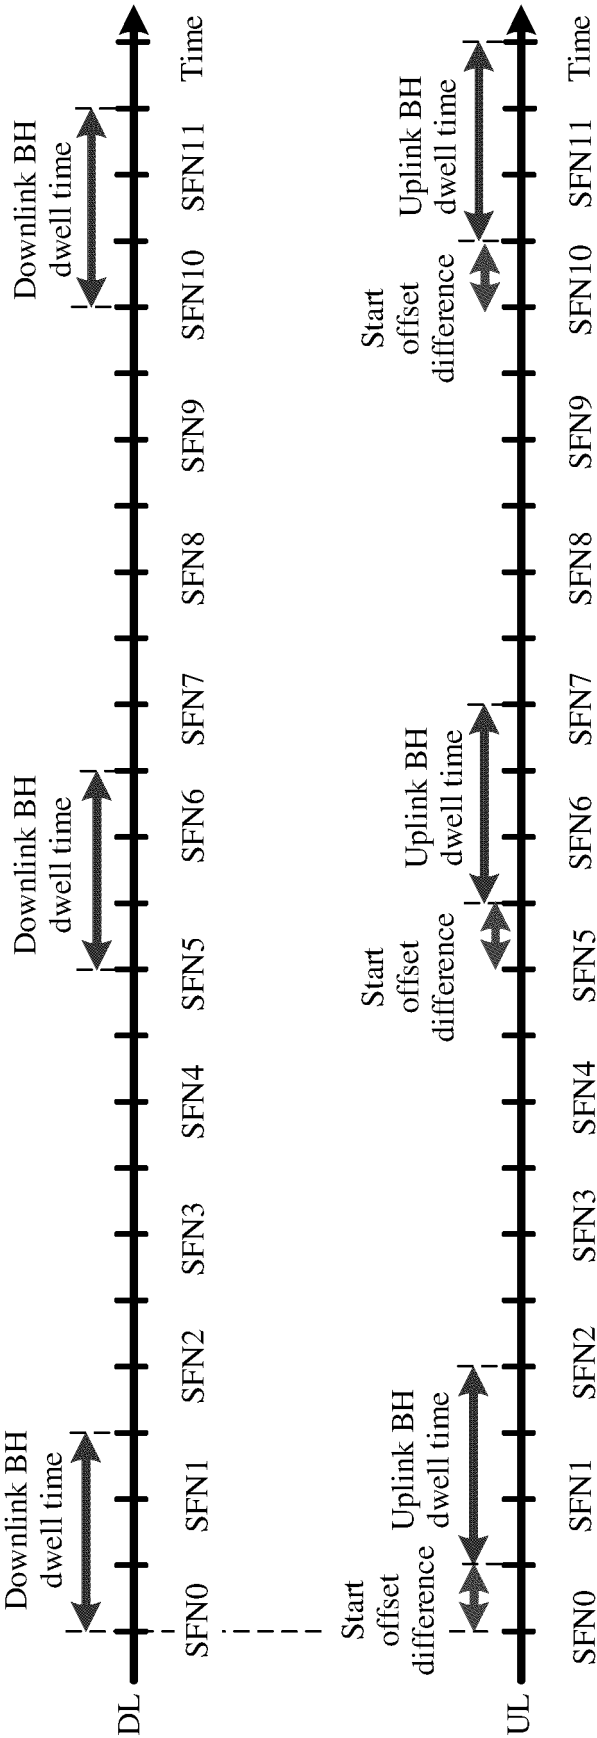 Downlink BH
dwell time
Downlink BH
dwell time
Downlink BH
dwell time
DL
SFN0
SFN1
SFN2
SFN3
SFN4
SFN5
SFN6
SFN7
SFN8
SFN9
SFN10
SFN11
Time
Start
offset
difference
Uplink BH
dwell time
Start
offset
difference
Uplink BH
dwell time
Start
offset
difference
Uplink BH
dwell time
UL
SFN0
SFN1
SFN2
SFN3
SFN4
SFN5
SFN6
SFN7
SFN8
SFN9
SFN10
SFN11
Time